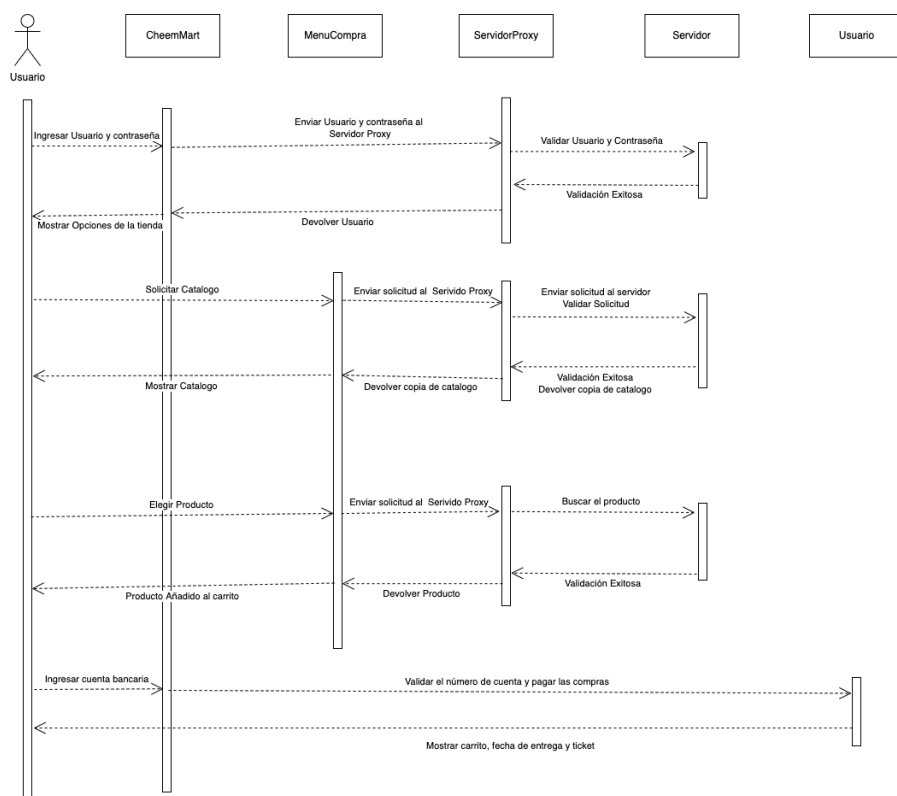 CheemMart
MenuCompra
ServidorProxy
Servidor
Usuario
Usuario
Ingresar Usuario y contraseña
Enviar Usuario y contraseña al
Servidor Proxy
Validar Usuario y Contraseña
Validación Exitosa
Devolver Usuario
Mostrar Opciones de la tienda
Solicitar Catalogo
Enviar solicitud al  Serivido Proxy
Enviar solicitud al servidor
Validar Solicitud
Validación Exitosa
Devolver copia de catalogo
Devolver copia de catalogo
Mostrar Catalogo
Elegir Producto
Enviar solicitud al  Serivido Proxy
Buscar el producto
Validación Exitosa
Devolver Producto
Producto Añadido al carrito
Ingresar cuenta bancaria
Validar el número de cuenta y pagar las compras
Mostrar carrito, fecha de entrega y ticket